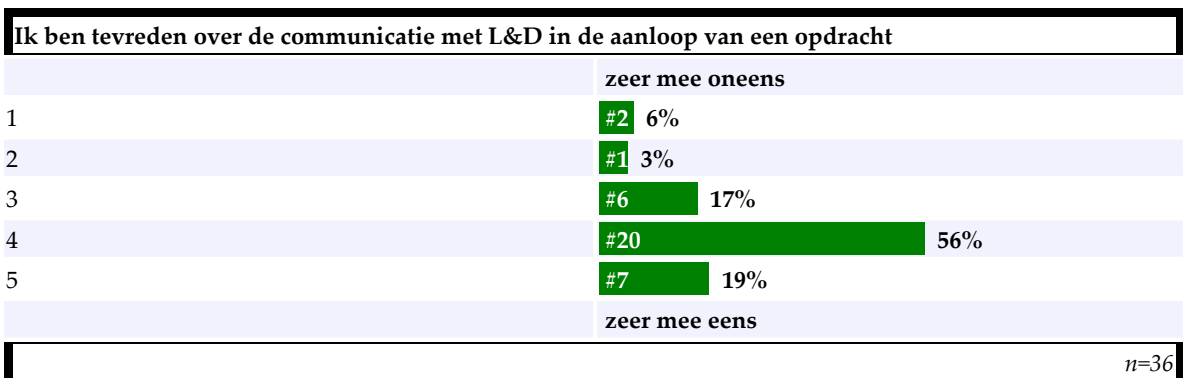 Ik ben tevreden over de communicatie met L&D in de aanloop van een opdracht
zeer mee oneens
1 #2 6%
2 #1 3%
3 #6 17%
4 #20 56%
5 #7 19%
zeer mee eens
n=36